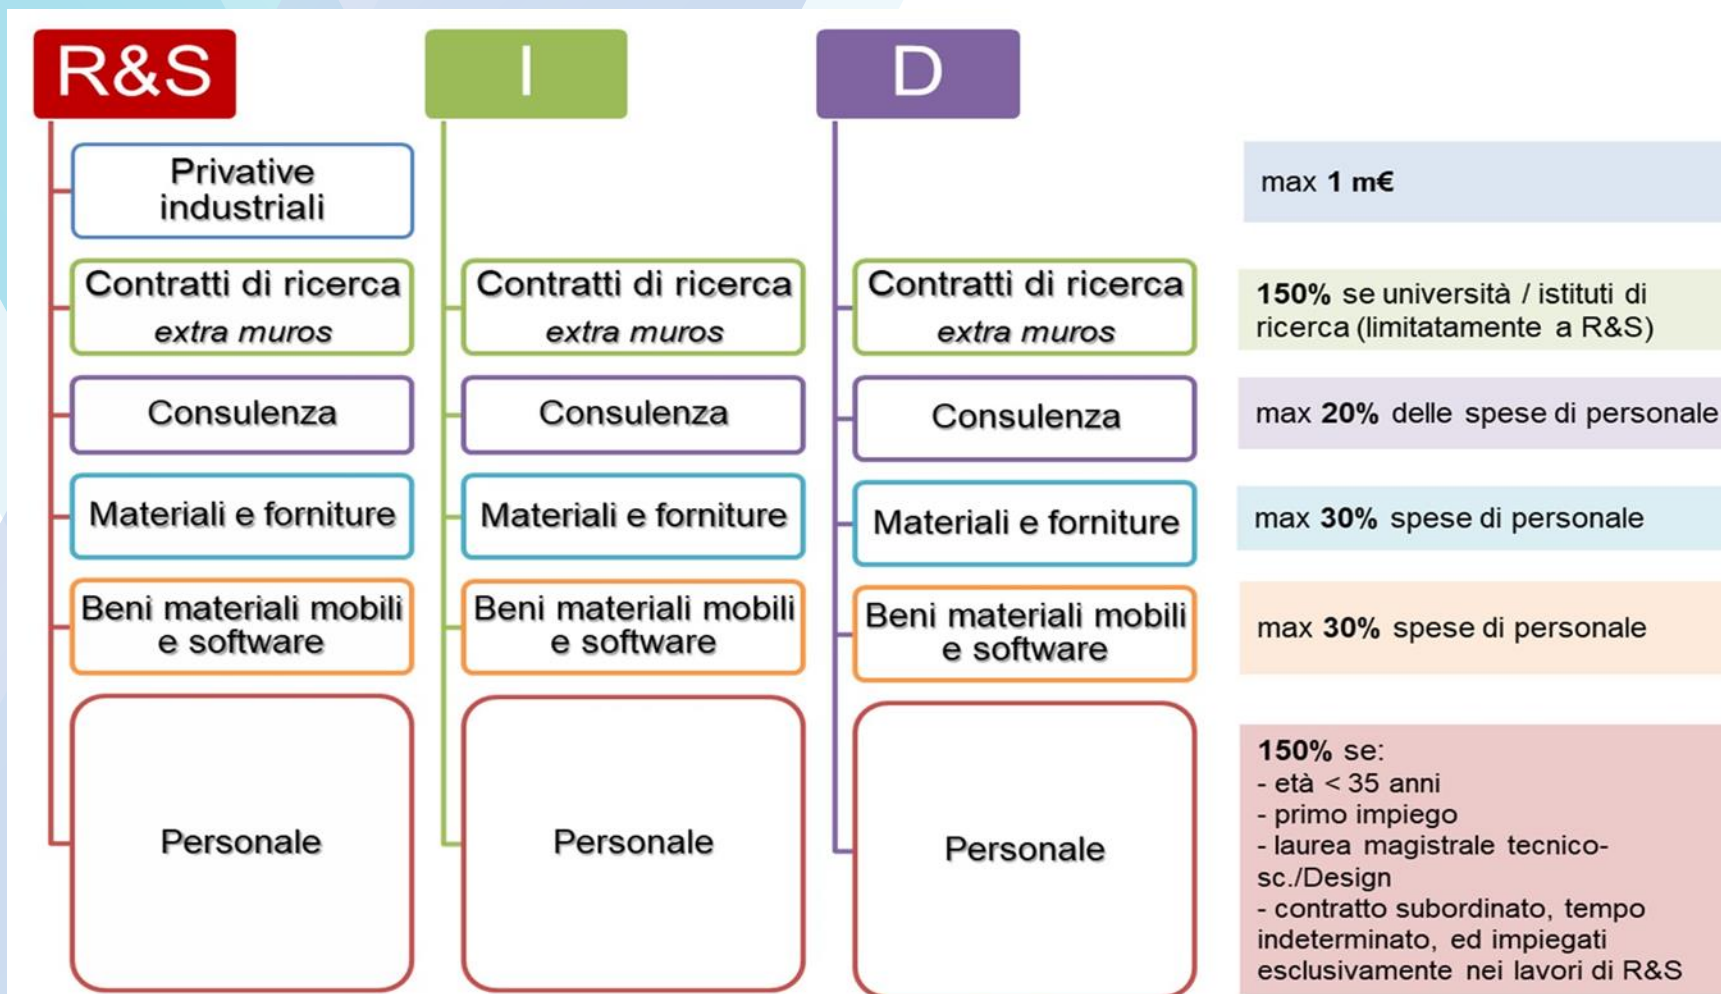 R&S
I
D
Privative
industriali
max 1 m€
Contratti di ricerca
extra muros
Contratti di ricerca
extra muros
Contratti di ricerca
extra muros
150% se università / istituti di
ricerca (limitatamente a R&S)
Consulenza
Consulenza
Consulenza
max 20% delle spese di personale
Materiali e forniture
Materiali e forniture
Materiali e forniture
max 30% spese di personale
Beni materiali mobili
e software
Beni materiali mobili
e software
Beni materiali mobili
e software
max 30% spese di personale
Personale
Personale
Personale
150% se:
- età < 35 anni
- primo impiego
- laurea magistrale tecnico-
sc./Design
- contratto subordinato, tempo
indeterminato, ed impiegati
esclusivamente nei lavori di R&S